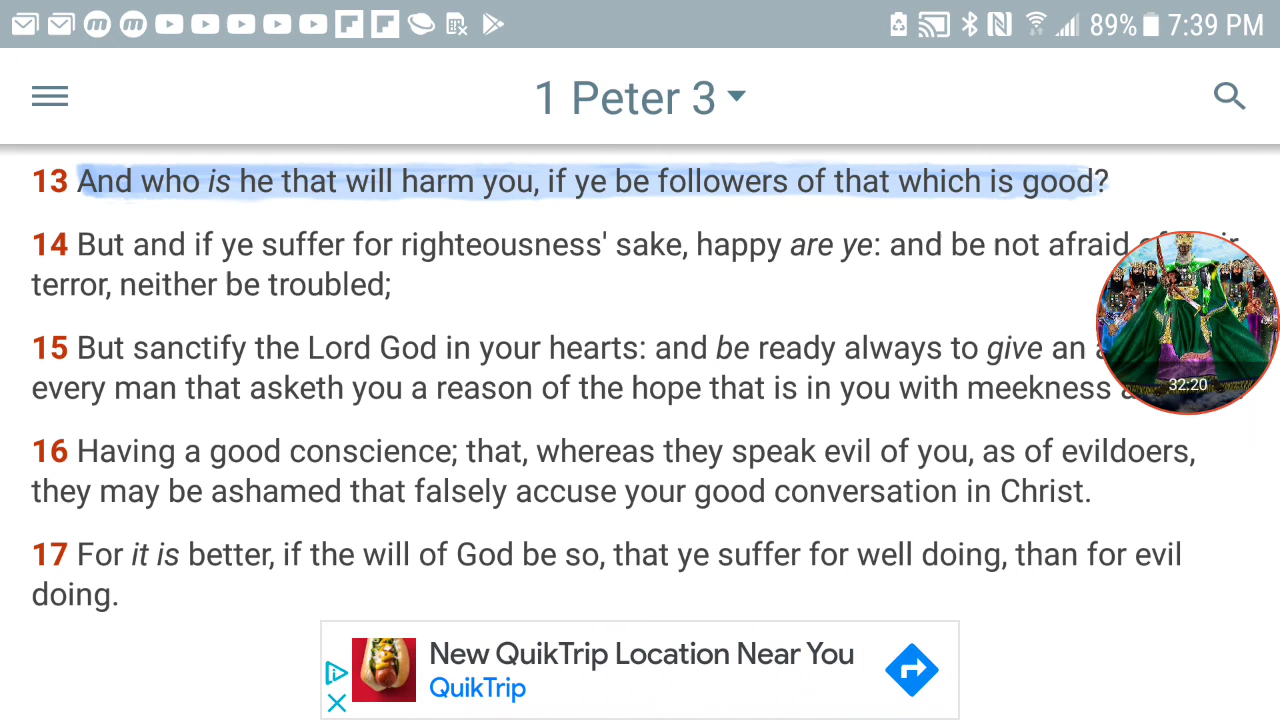 89% 7:39 PM
1 Peter 3
13 And who is he that will harm you, if ye be followers of that which is good?
14 But and if ye suffer for righteousness' sake, happy are ye: and be not afraid
terror, neither be troubled;
15 But sanctify the Lord God in your hearts: and be ready always to give an
every man that asketh you a reason of the hope that is in you with meekness
32:20
16 Having a good conscience; that, whereas they speak evil of you, as of evildoers,
they may be ashamed that falsely accuse your good conversation in Christ.
17 For it is better, if the will of God be so, that ye suffer for well doing, than for evil
doing.
New QuikTrip Location Near You
QuikTrip